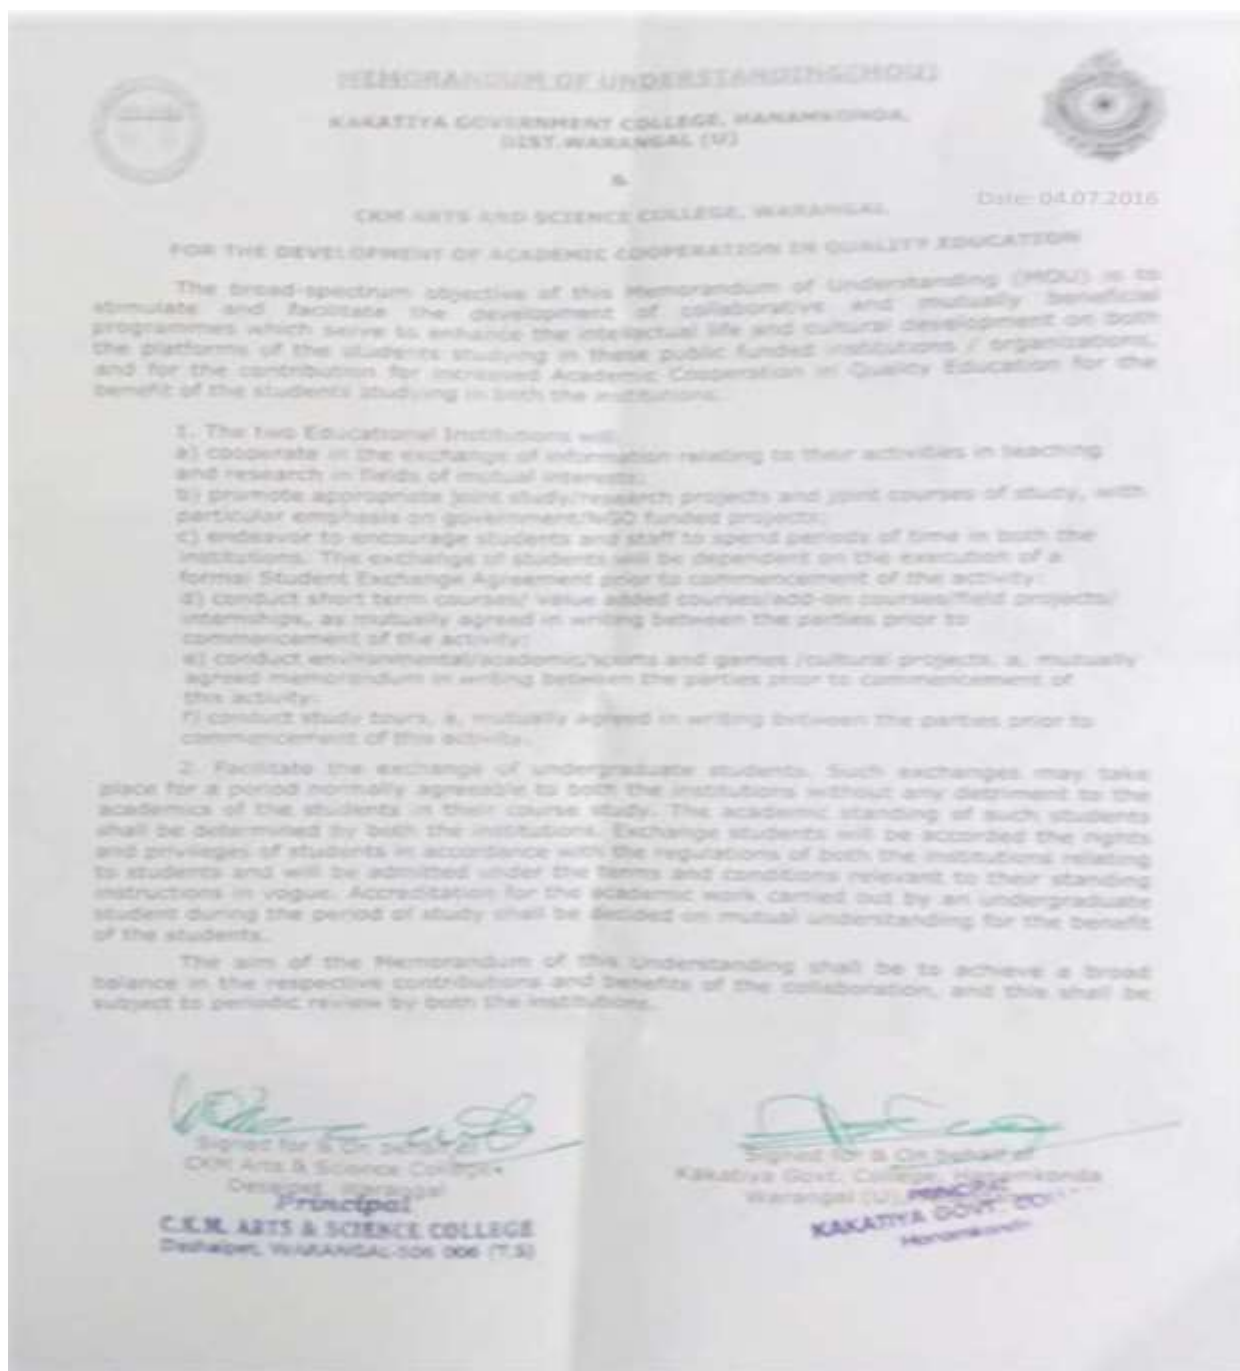 MEMORANDUM OF UNDERSTANDING(MOU)
KAKATIYA GOVERNMENT COLLEGE, HANAMKONDA,
DIST.WARANGAL (U)
&
Date: 04.07.2016
CKM ARTS AND SCIENCE COLLEGE, WARANGAL
FOR THE DEVELOPMENT OF ACADEMIC COOPERATION IN QUALITY EDUCATION
The broad-spectrum objective of this Memorandum of Understanding (MOU) is to
stimulate and facilitate the development of collaborative and mutually beneficial
programmes which serve to enhance the intellectual life and cultural development on both
the platforms of the students studying in these public funded institutions / organizations,
and for the contribution for increased Academic Cooperation in Quality Education for the
benefit of the students studying in both the institutions.
1. The two Educational Institutions will
a) cooperate in the exchange of information relating to their activities in teaching
and research in fields of mutual interests;
b) promote appropriate joint study/research projects and joint courses of study, with
particular emphasis on government/NGO funded projects;
c) endeavor to encourage students and staff to spend periods of time in both the
institutions. The exchange of students will be dependent on the execution of a
formal Student Exchange Agreement prior to commencement of the activity;
d) conduct short term courses/ value added courses/add-on courses/field projects/
internships, as mutually agreed in writing between the parties prior to
commencement of the activity;
e) conduct environmental/academic/sports and games /cultural projects, a, mutually
agreed memorandum in writing between the parties prior to commencement of
this activity.
f) conduct study tours, a, mutually agreed in writing between the parties prior to
commencement of this activity.
2. Facilitate the exchange of undergraduate students. Such exchanges may take
place for a period normally agreeable to both the institutions without any detriment to the
academics of the students in their course study. The academic standing of such students
shall be determined by both the institutions. Exchange students will be accorded the rights
and privileges of students in accordance with the regulations of both the institutions relating
to students and will be admitted under the terms and conditions relevant to their standing
instructions in vogue. Accreditation for the academic work carried out by an undergraduate
student during the period of study shall be decided on mutual understanding for the benefit
of the students.
The aim of the Memorandum of this Understanding shall be to achieve a broad
balance in the respective contributions and benefits of the collaboration, and this shall be
subject to periodic review by both the institutions.
Signed for & On behalf of
CKM Arts & Science College,
Desaipet, Warangal
Principal
C.K.M. ARTS & SCIENCE COLLEGE
Deshaipet, WARANGAL-506 006 (T.S)
Signed for & On behalf of
Kakatiya Govt. College, Hanamkonda
Warangal (U)
PRINCIPAL
KAKATIYA GOVT.
Hanamkonda